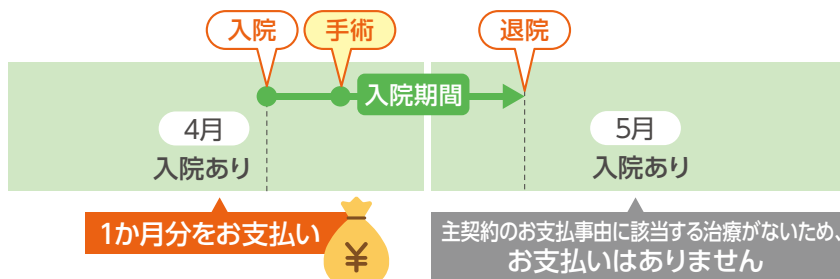 入院
手術
退院
入院期間
4月
入院あり
5月
入院あり
1か月分をお支払い
¥
主契約のお支払事由に該当する治療がないため、
お支払いはありません